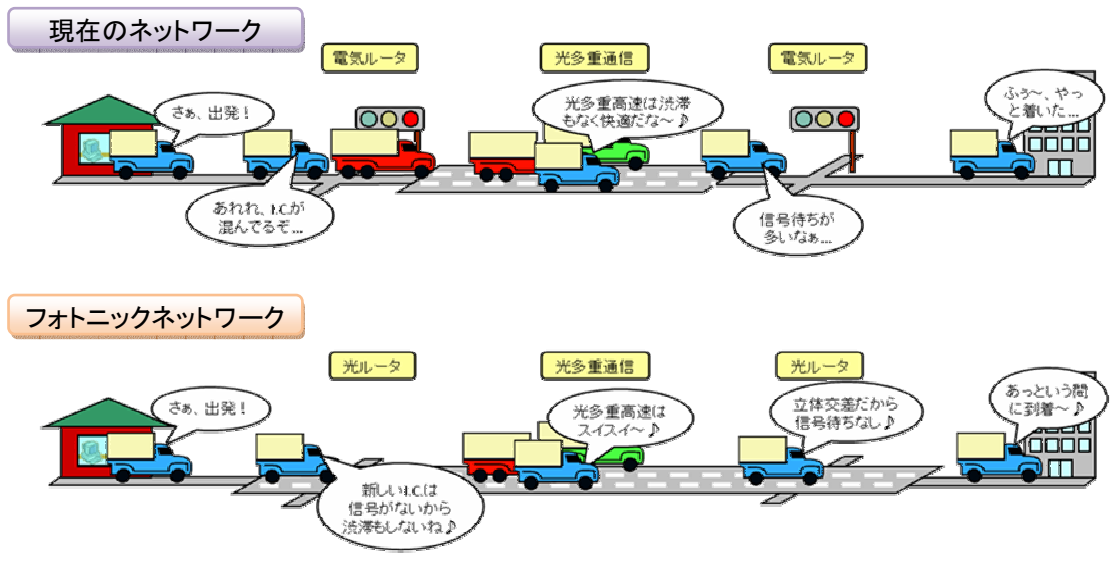 現在のネットワーク
電気ルータ
光多重通信
電気ルータ
さぁ、出発！
光多重高速は渋滞
もなく快適だな～♪
ふぅ～、やっ
と着いた…
あれれ、I.C.が
混んでるぞ…
信号待ちが
多いなぁ…
フォトニックネットワーク
光ルータ
光多重通信
光ルータ
さぁ、出発！
光多重高速は
スイスイ～♪
立体交差だから
信号待ちなし♪
あっという間
に到着～♪
新しいI.C.は
信号がないから
渋滞もしないね♪